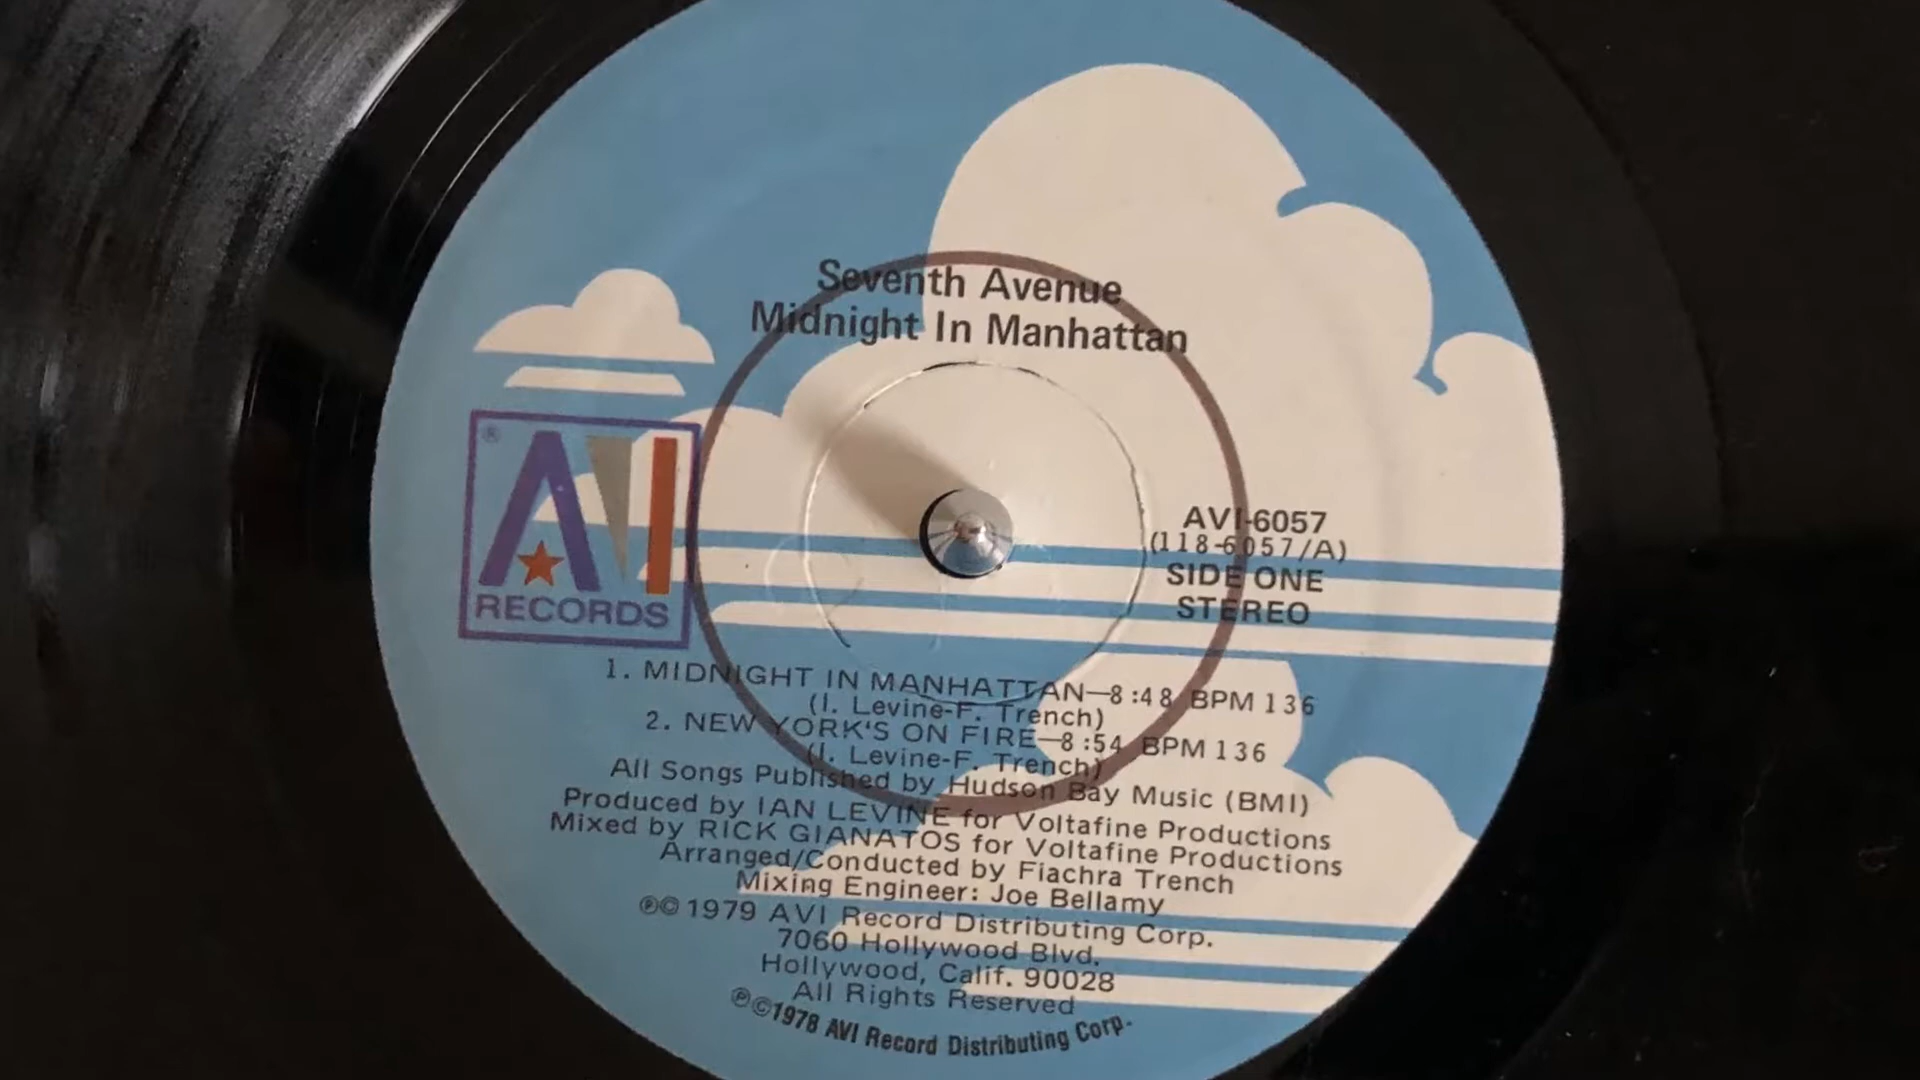 Seventh Avenue
Midnight In Manhattan
®
AVI
RECORDS
AVI-6057
(118-6057/A)
SIDE ONE
STEREO
1. MIDNIGHT IN MANHATTAN—8:48 BPM 136
(I. Levine-F. Trench)
2. NEW YORK'S ON FIRE—8:54 BPM 136
(I. Levine-F. Trench)
All Songs Published by Hudson Bay Music (BMI)
Produced by IAN LEVINE for Voltafine Productions
Mixed by RICK GIANATOS for Voltafine Productions
Arranged/Conducted by Fiachra Trench
Mixing Engineer: Joe Bellamy
℗©1979 AVI Record Distributing Corp.
7060 Hollywood Blvd.
Hollywood, Calif. 90028
All Rights Reserved
℗©1978 AVI Record Distributing Corp.